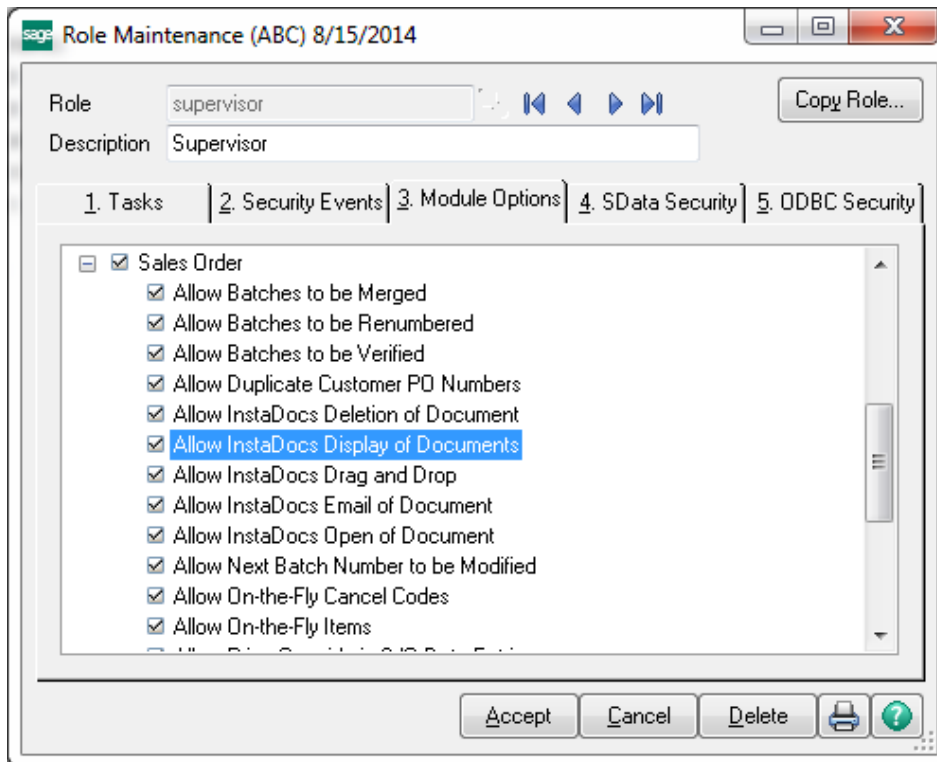 sage Role Maintenance (ABC) 8/15/2014
Role supervisor Copy Role...
Description Supervisor
1. Tasks 2. Security Events 3. Module Options 4. SData Security 5. ODBC Security
Sales Order
Allow Batches to be Merged
Allow Batches to be Renumbered
Allow Batches to be Verified
Allow Duplicate Customer PO Numbers
Allow InstaDocs Deletion of Document
Allow InstaDocs Display of Documents
Allow InstaDocs Drag and Drop
Allow InstaDocs Email of Document
Allow InstaDocs Open of Document
Allow Next Batch Number to be Modified
Allow On-the-Fly Cancel Codes
Allow On-the-Fly Items
Accept Cancel Delete ?